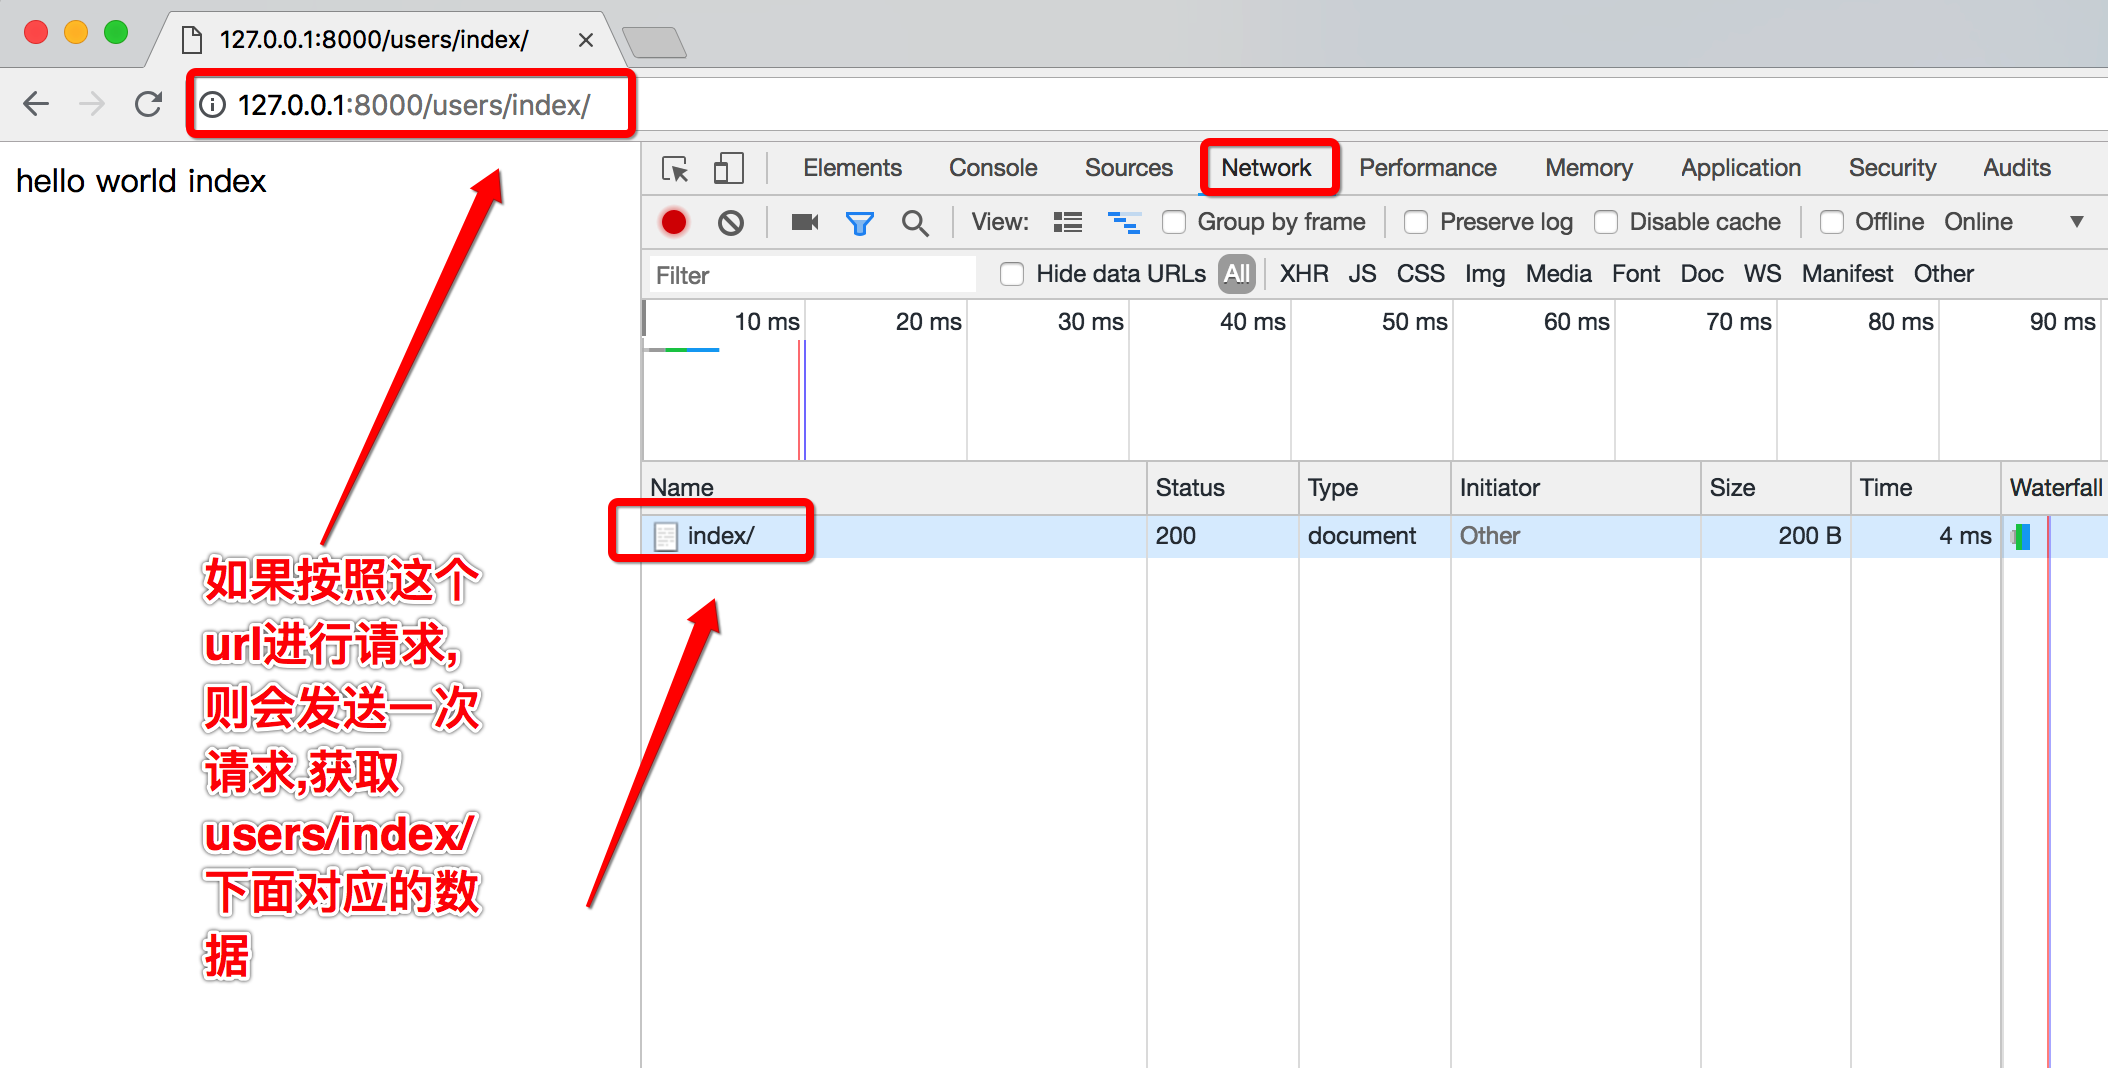 127.0.0.1:8000/users/index/
127.0.0.1:8000/users/index/
hello world index
Elements Console Sources Network Performance Memory Application Security Audits
View: Group by frame Preserve log Disable cache Offline Online
Filter Hide data URLs All XHR JS CSS Img Media Font Doc WS Manifest Other
10 ms 20 ms 30 ms 40 ms 50 ms 60 ms 70 ms 80 ms 90 ms
Name Status Type Initiator Size Time Waterfall
index/ 200 document Other 200 B 4 ms
如果按照这个
url进行请求,
则会发送一次
请求,获取
users/index/
下面对应的数
据